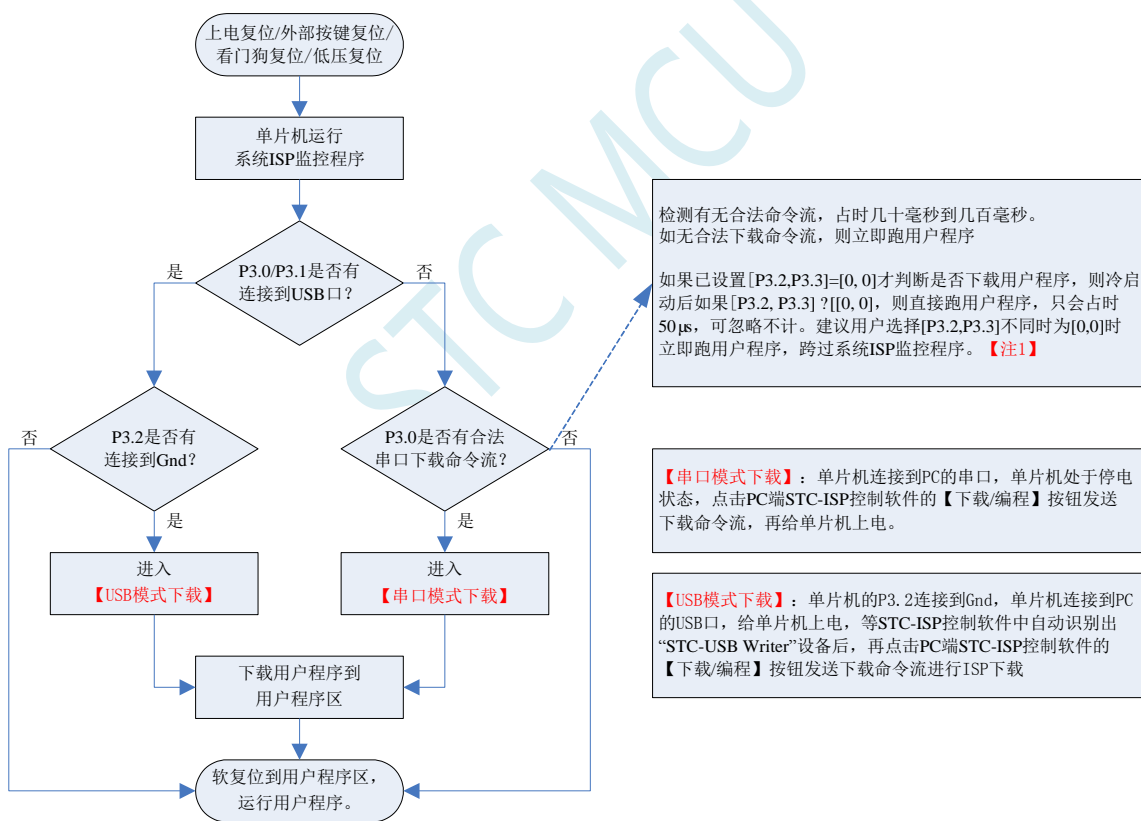 上电复位/外部按键复位/
看门狗复位/低压复位
单片机运行
系统ISP监控程序
P3.0/P3.1是否有
连接到USB口？
是
否
P3.2是否有
连接到Gnd？
否
是
P3.0是否有合法
串口下载命令流？
否
是
进入
【USB模式下载】
进入
【串口模式下载】
下载用户程序到
用户程序区
软复位到用户程序区，
运行用户程序。
检测有无合法命令流，占时几十毫秒到几百毫秒。
如无合法下载命令流，则立即跑用户程序
如果已设置[P3.2,P3.3]=[0, 0]才判断是否下载用户程序，则冷启
动后如果[P3.2, P3.3] ?[[0, 0]，则直接跑用户程序，只会占时
50μs，可忽略不计。建议用户选择[P3.2,P3.3]不同时为[0,0]时
立即跑用户程序，跨过系统ISP监控程序。【注1】
【串口模式下载】：单片机连接到PC的串口，单片机处于停电
状态，点击PC端STC-ISP控制软件的【下载/编程】按钮发送
下载命令流，再给单片机上电。
【USB模式下载】：单片机的P3.2连接到Gnd，单片机连接到PC
的USB口，给单片机上电，等STC-ISP控制软件中自动识别出
“STC-USB Writer”设备后，再点击PC端STC-ISP控制软件的
【下载/编程】按钮发送下载命令流进行ISP下载
STC MCU